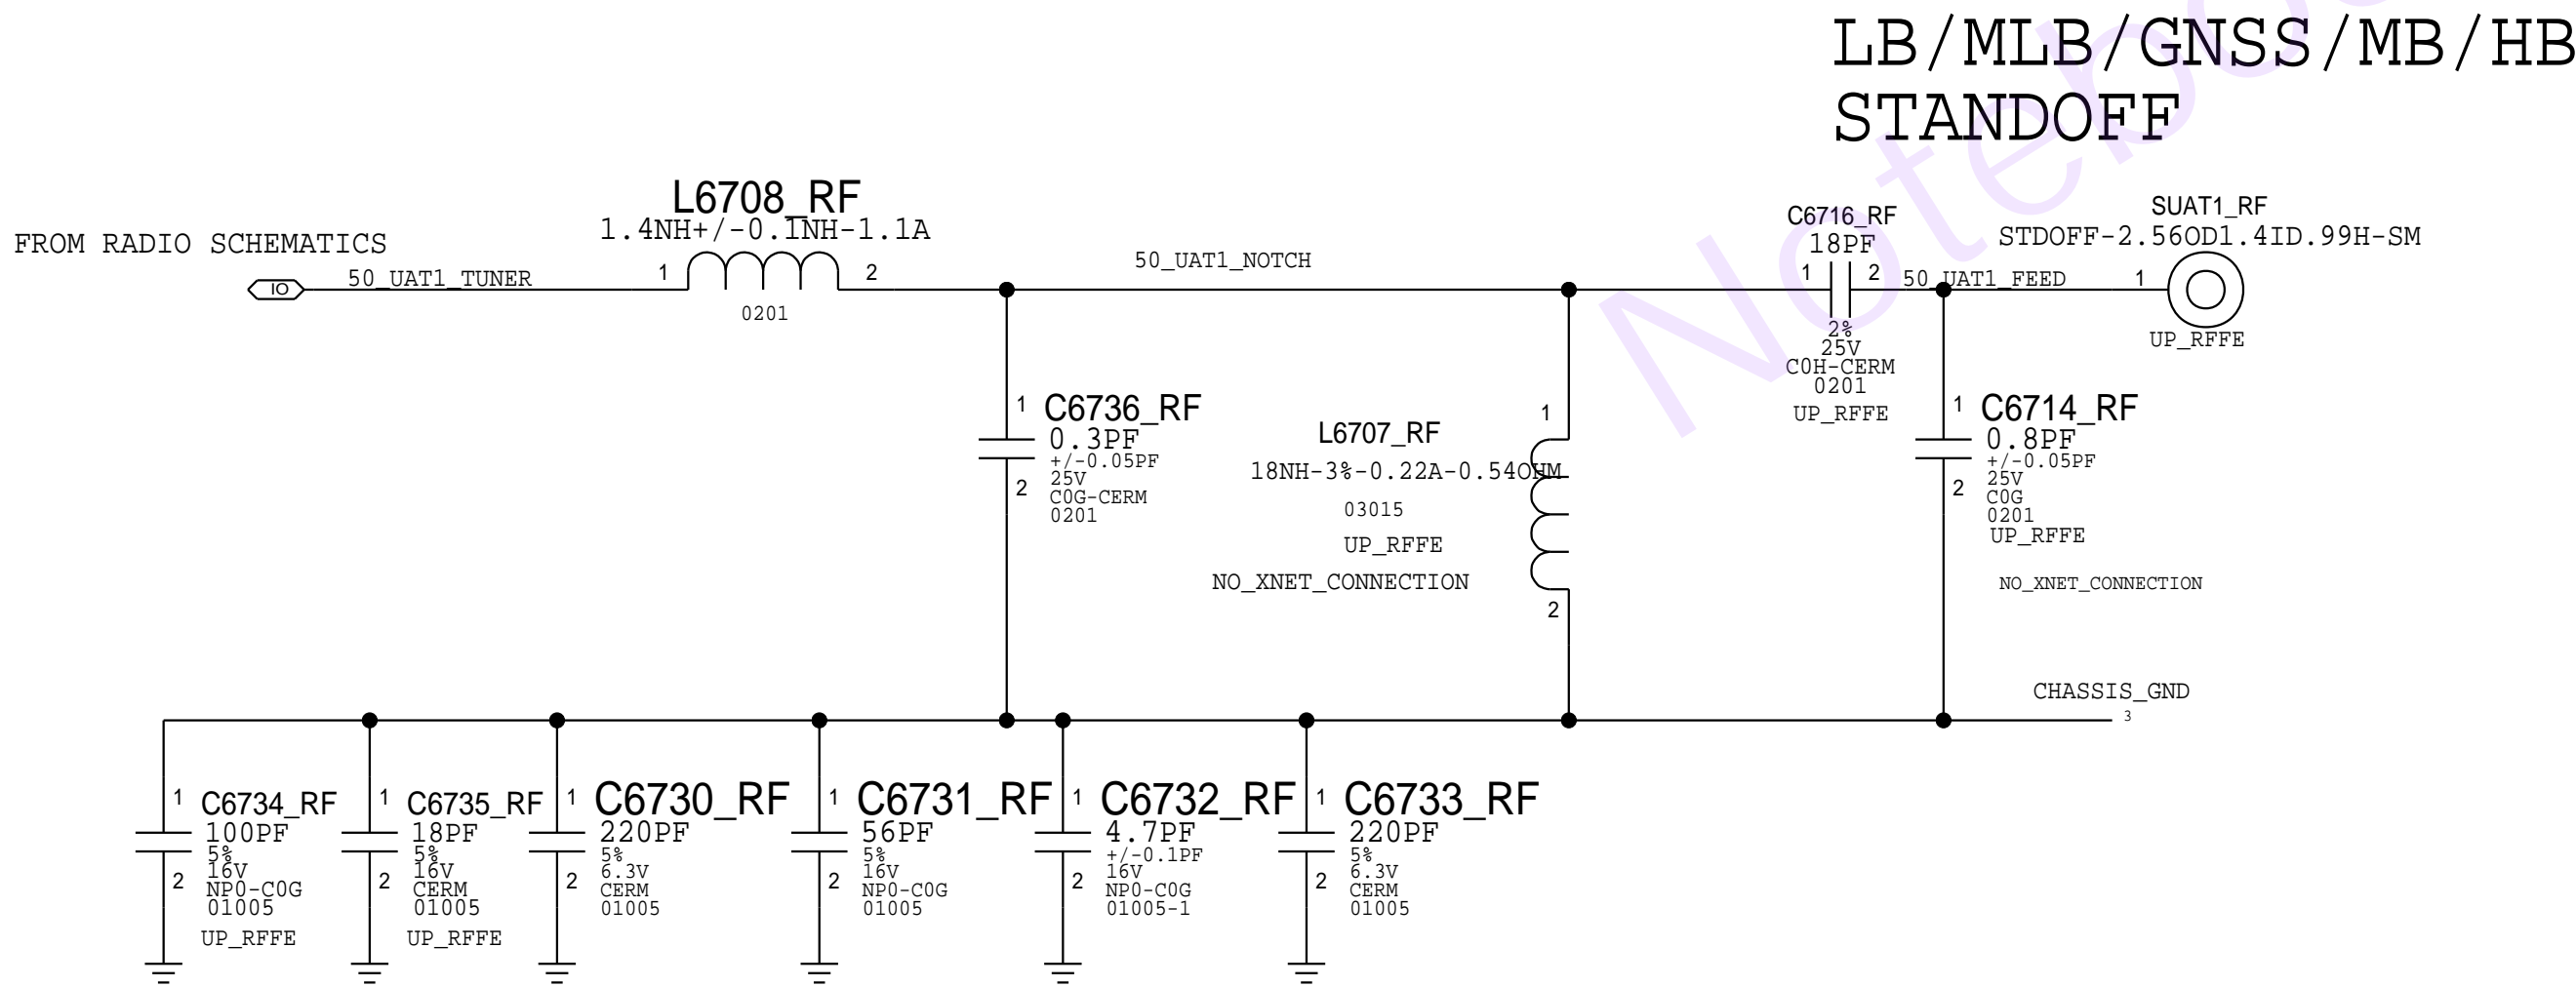 LB/MLB/GNSS/MB/HB
STANDOFF
FROM RADIO SCHEMATICS
IO
50_UAT1_TUNER
L6708_RF
1.4NH+/-0.1NH-1.1A
1
2
0201
50_UAT1_NOTCH
C6716_RF
18PF
1
2
2%
25V
C0H-CERM
0201
UP_RFFE
50_UAT1_FEED
SUAT1_RF
STDOFF-2.56OD1.4ID.99H-SM
1
UP_RFFE
1
C6736_RF
0.3PF
+/-0.05PF
25V
C0G-CERM
0201
2
1
L6707_RF
18NH-3%-0.22A-0.54OHM
03015
UP_RFFE
NO_XNET_CONNECTION
2
1
C6714_RF
0.8PF
+/-0.05PF
25V
C0G
0201
UP_RFFE
2
NO_XNET_CONNECTION
CHASSIS_GND
3
1
C6734_RF
100PF
5%
16V
NP0-C0G
01005
UP_RFFE
2
1
C6735_RF
18PF
5%
16V
CERM
01005
UP_RFFE
2
1
C6730_RF
220PF
5%
6.3V
CERM
01005
2
1
C6731_RF
56PF
5%
16V
NP0-C0G
01005
2
1
C6732_RF
4.7PF
+/-0.1PF
16V
NP0-C0G
01005-1
2
1
C6733_RF
220PF
5%
6.3V
CERM
01005
2